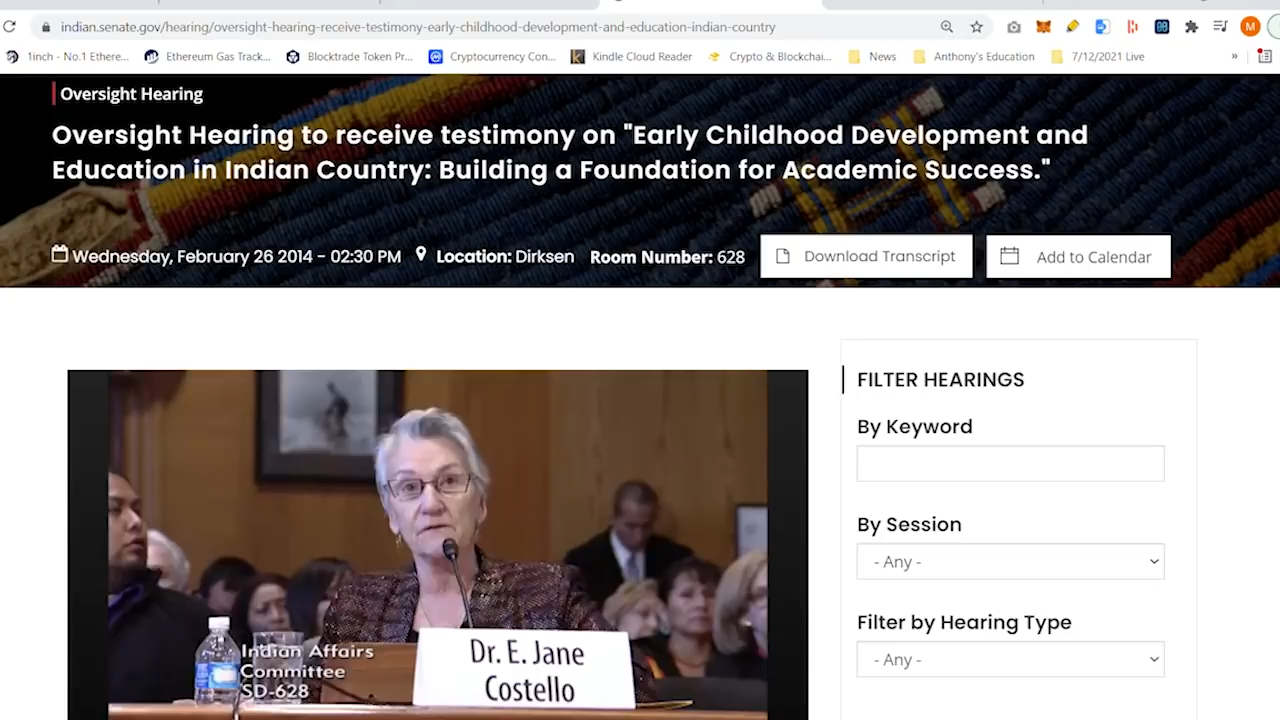 indian.senate.gov/hearing/oversight-hearing-receive-testimony-early-childhood-development-and-education-indian-country
M
1inch - No.1 Ethere... Ethereum Gas Track... Blocktrade Token Pr... Cryptocurrency Con... Kindle Cloud Reader Crypto & Blockchai... News Anthony's Education 7/12/2021 Live »
Oversight Hearing
Oversight Hearing to receive testimony on "Early Childhood Development and
Education in Indian Country: Building a Foundation for Academic Success."
Wednesday, February 26 2014 - 02:30 PM Location: Dirksen Room Number: 628 Download Transcript Add to Calendar
Indian Affairs
Committee
SD-628
Dr. E. Jane
Costello
FILTER HEARINGS
By Keyword
By Session
- Any -
Filter by Hearing Type
- Any -